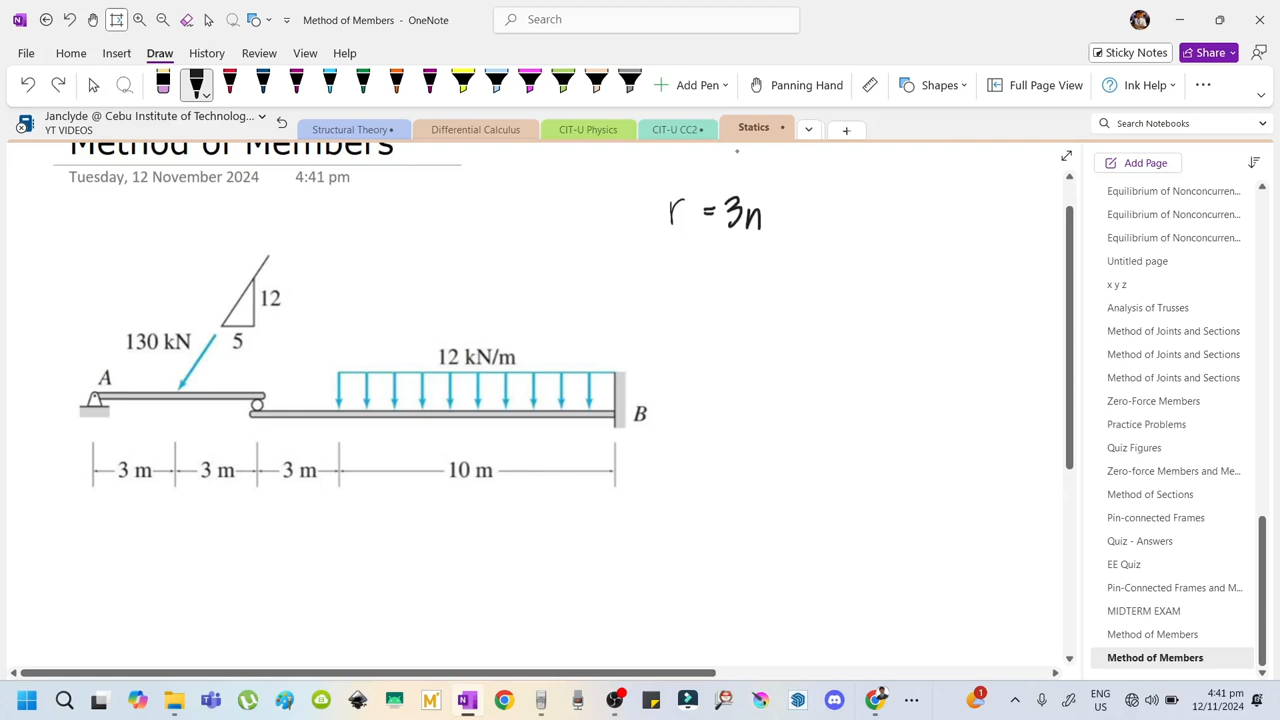 Method of Members - OneNote
Search
File Home Insert Draw History Review View Help
Sticky Notes
Share
Add Pen
Panning Hand
Shapes
Full Page View
Ink Help
Janclyde @ Cebu Institute of Technolog...
YT VIDEOS
Structural Theory
Differential Calculus
CIT-U Physics
CIT-U CC2
Statics
Search Notebooks
Method of Members
Tuesday, 12 November 2024 4:41 pm
r = 3n
12
5
130 kN
A
12 kN/m
B
3 m 3 m 3 m 10 m
Add Page
Equilibrium of Nonconcurren...
Equilibrium of Nonconcurren...
Equilibrium of Nonconcurren...
Untitled page
x y z
Analysis of Trusses
Method of Joints and Sections
Method of Joints and Sections
Method of Joints and Sections
Zero-Force Members
Practice Problems
Quiz Figures
Zero-force Members and Me...
Method of Sections
Pin-connected Frames
Quiz - Answers
EE Quiz
Pin-Connected Frames and M...
MIDTERM EXAM
Method of Members
Method of Members
1
ENG
US
4:41 pm
12/11/2024